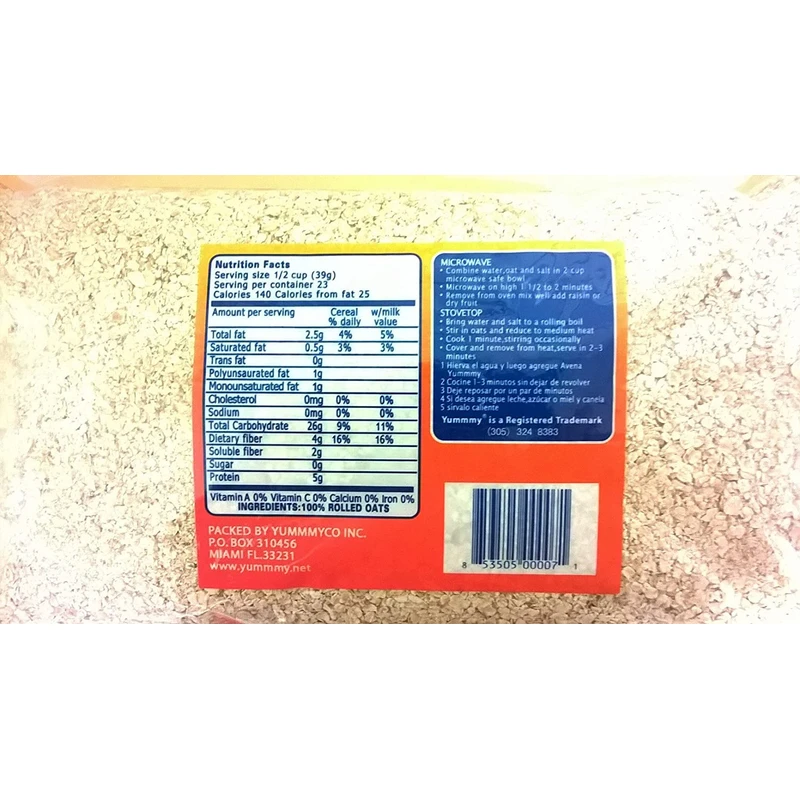 Nutrition Facts
Serving size 1/2 cup (39g)
Serving per container 23
Calories 140 Calories from fat 25
Amount per serving Cereal w/milk
% daily value
Total fat 2.5g 4% 5%
Saturated fat 0.5g 3% 3%
Trans fat 0g
Polyunsaurated fat 1g
Monounsaturated fat 1g
Cholesterol 0mg 0% 0%
Sodium 0mg 0% 0%
Total Carbohydrate 26g 9% 11%
Dietary fiber 4g 16% 16%
Soluble fiber 2g
Sugar 0g
Protein 5g
Vitamin A 0% Vitamin C 0% Calcium 0% Iron 0%
INGREDIENTS:100% ROLLED OATS
PACKED BY YUMMMYCO INC.
P.O. BOX 310456
MIAMI FL.33231
www.yummmy.net
MICROWAVE
• Combine water,oat and salt in 2 cup
microwave safe bowl
• Microwave on high 1 1/2 to 2 minutes
• Remove from oven mix well add raisin or
dry fruit
STOVETOP
• Bring water and salt to a rolling boil
• Stir in oats and reduce to medium heat
• Cook 1 minute,stirring occasionally
• Cover and remove from heat,serve in 2-3
minutes
1 Hierva el agua y luego agregue Avena
Yummmy
2 Cocine 1-3 minutos sin dejar de revolver
3 Deje reposar por un par de minutos
4 Si desea agregue leche,azúcar o miel y canela
5 sirvalo caliente
Yummmy® is a Registered Trademark
(305) 324 8383
8 53505 00007 1